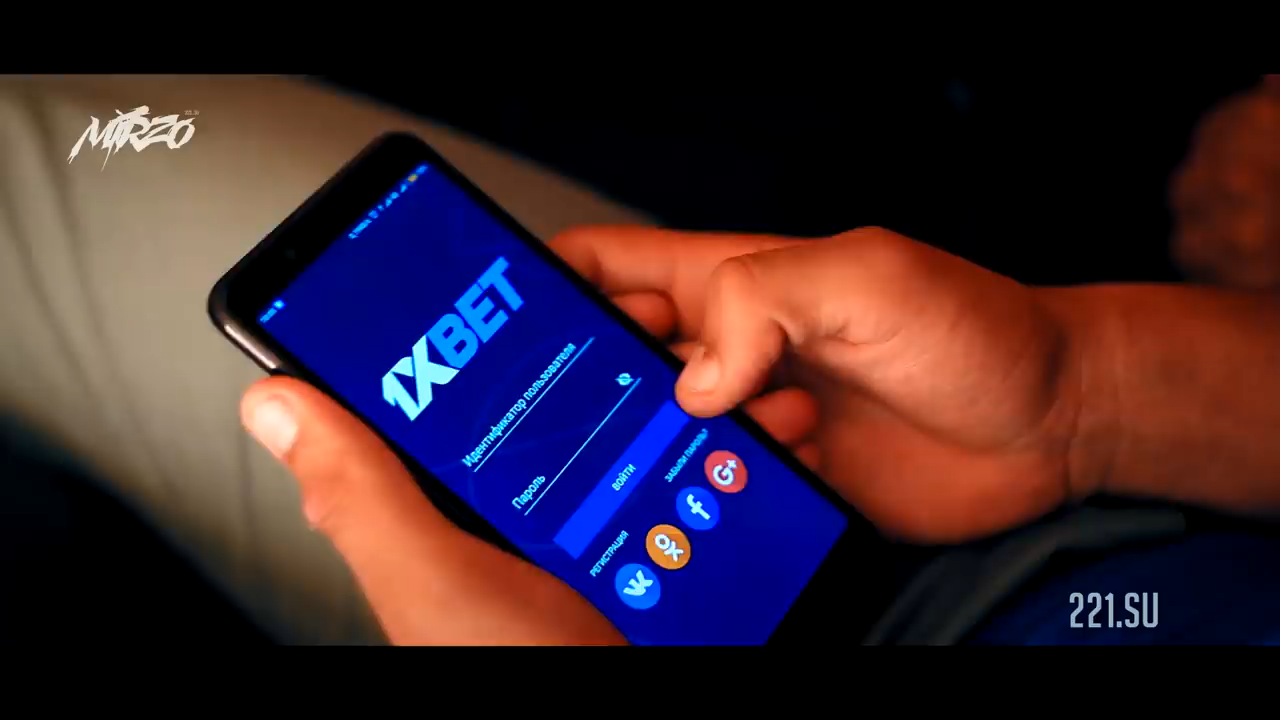 MIRZO
1XBET
Идентификатор пользователя
Пароль
ВОЙТИ
ЗАБЫЛИ ПАРОЛЬ?
РЕГИСТРАЦИЯ
G+
f
221.SU